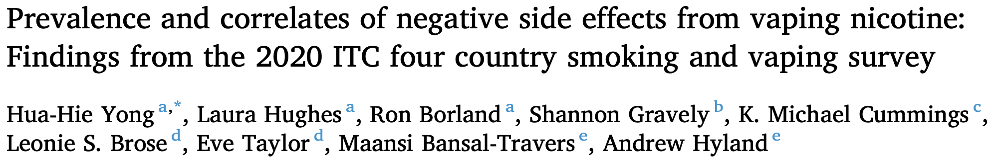 Prevalence and correlates of negative side effects from vaping nicotine:
Findings from the 2020 ITC four country smoking and vaping survey
Hua-Hie Yong a,*, Laura Hughes a, Ron Borland a, Shannon Gravely b, K. Michael Cummings c,
Leonie S. Brose d, Eve Taylor d, Maansi Bansal-Travers e, Andrew Hyland e